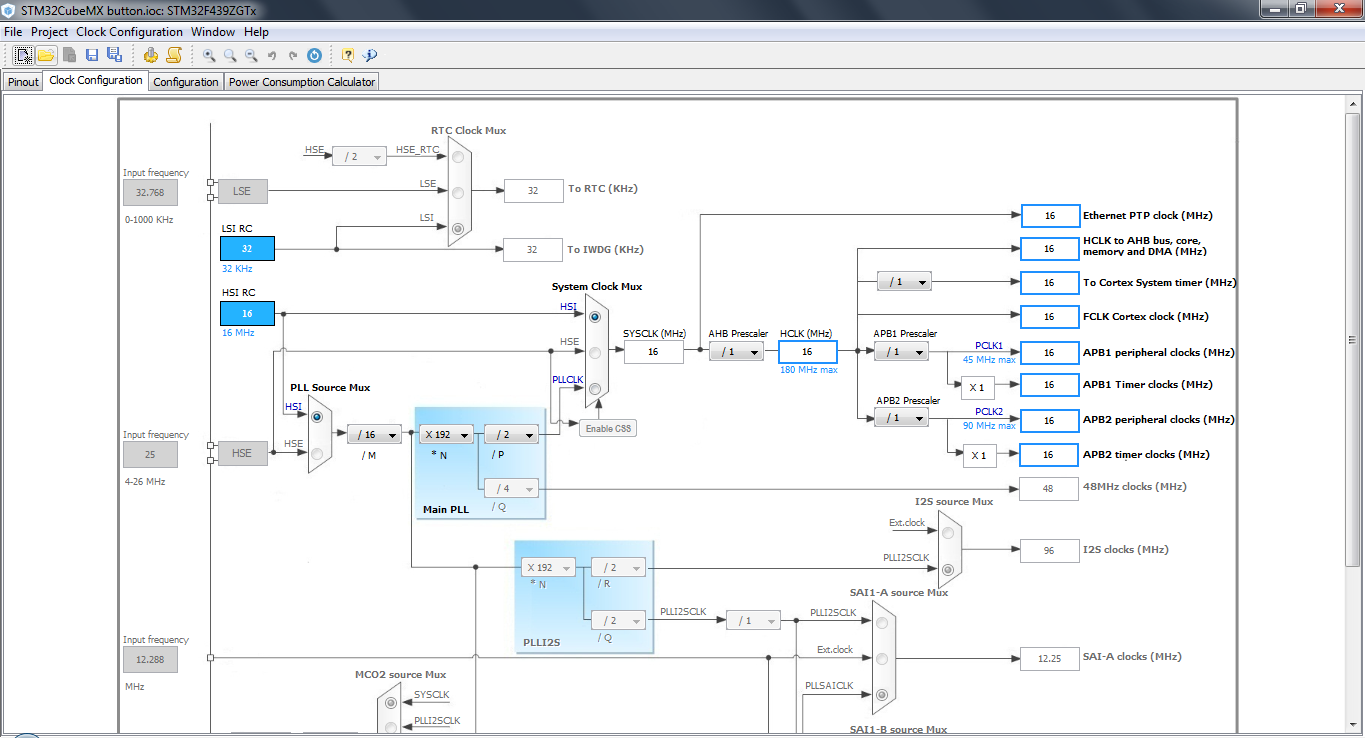 STM32CubeMX button.ioc: STM32F439ZGTx
File Project Clock Configuration Window Help
Pinout Clock Configuration Configuration Power Consumption Calculator
RTC Clock Mux
HSE / 2 HSE_RTC
Input frequency
32.768 LSE LSE 32 To RTC (KHz)
0-1000 KHz
LSI
LSI RC
32 32 To IWDG (KHz)
32 KHz
16 Ethernet PTP clock (MHz)
16 HCLK to AHB bus, core,
memory and DMA (MHz)
/ 1 16 To Cortex System timer (MHz)
HSI RC
16
16 MHz
System Clock Mux
HSI
16 FCLK Cortex clock (MHz)
SYSCLK (MHz) AHB Prescaler HCLK (MHz) APB1 Prescaler
HSE 16 / 1 16 / 1 PCLK1 16 APB1 peripheral clocks (MHz)
180 MHz max 45 MHz max
PLLCLK
X 1 16 APB1 Timer clocks (MHz)
PLL Source Mux
HSI
APB2 Prescaler
/ 1 PCLK2 16 APB2 peripheral clocks (MHz)
90 MHz max
Enable CSS
X 1 16 APB2 timer clocks (MHz)
Input frequency
25 HSE HSE
4-26 MHz
/ 16 X 192 / 2
/ M * N / P
/ 4
Main PLL / Q
48 48MHz clocks (MHz)
I2S source Mux
Ext.clock
PLLI2SCLK
96 I2S clocks (MHz)
X 192 / 2
* N / R
/ 2
PLLI2S / Q
PLLI2SCLK / 1 PLLI2SCLK
SAI1-A source Mux
Input frequency
12.288 Ext.clock 12.25 SAI-A clocks (MHz)
MHz
PLLSAICLK
MCO2 source Mux
SYSCLK
PLLI2SCLK
SAI1-B source Mux